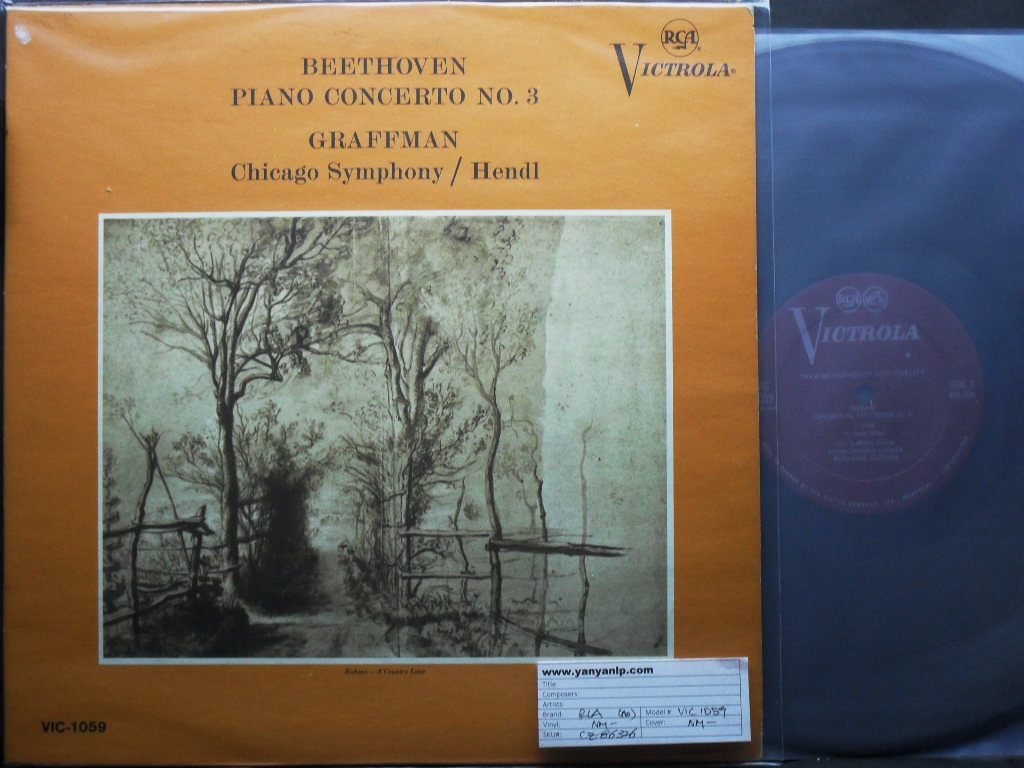 RCA
VICTROLA
BEETHOVEN
PIANO CONCERTO NO. 3
GRAFFMAN
Chicago Symphony / Hendl
Rubens — A Country Lane
VIC-1059
www.yanyanlp.com
Title:
Composers:
Artists:
Brand: RCA Model# VIC 1059
Vinyl: NM- Cover: NM-
SKU#:
RCA
VICTROLA